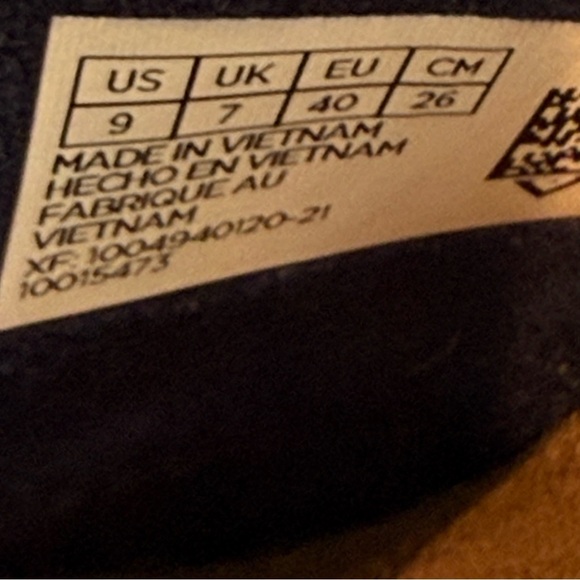 US UK EU CM
9 7 40 26
MADE IN VIETNAM
HECHO EN VIETNAM
FABRIQUE AU
VIETNAM
XF: 1004940120-21
10015473